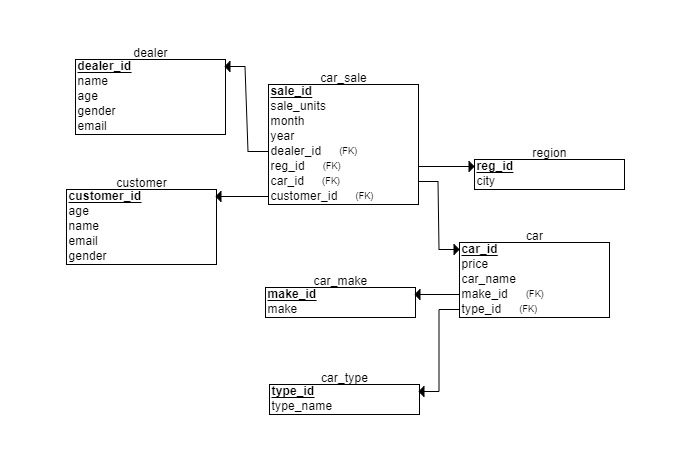 dealer
dealer_id
name
age
gender
email
car_sale
sale_id
sale_units
month
year
dealer_id (FK)
reg_id (FK)
car_id (FK)
customer_id (FK)
region
reg_id
city
customer
customer_id
age
name
email
gender
car
car_id
price
car_name
make_id (FK)
type_id (FK)
car_make
make_id
make
car_type
type_id
type_name